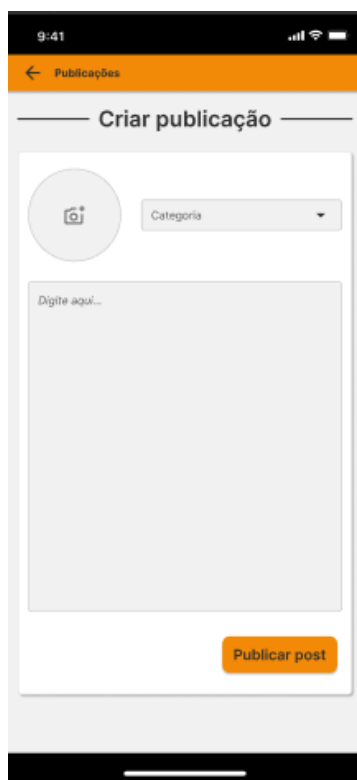 9:41
Publicações
Criar publicação
Categoria
Digite aqui...
Publicar post